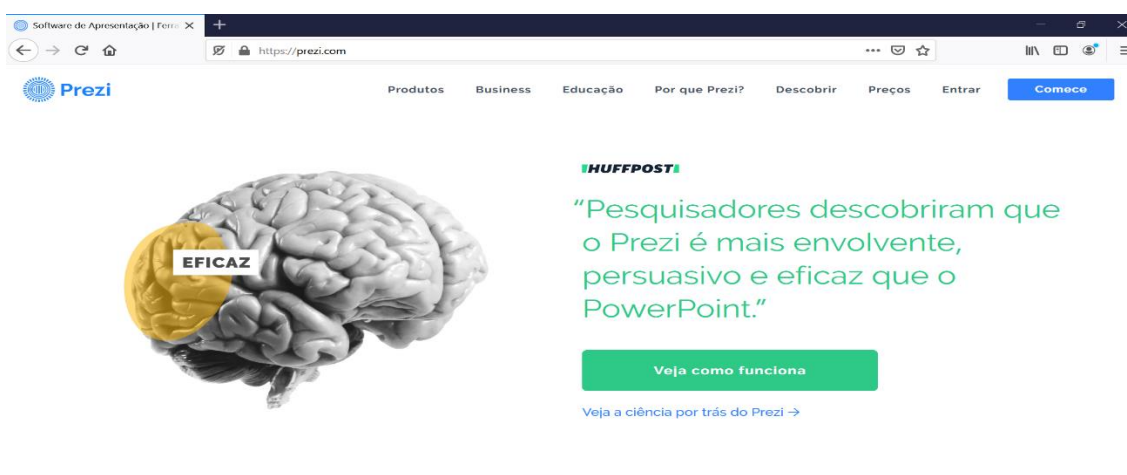 Software de Apresentação | Ferra
https://prezi.com
Prezi
Produtos Business Educação Por que Prezi? Descobrir Preços Entrar Comece
HUFFPOST
“Pesquisadores descobriram que
o Prezi é mais envolvente,
persuasivo e eficaz que o
PowerPoint.”
EFICAZ
Veja como funciona
Veja a ciência por trás do Prezi →